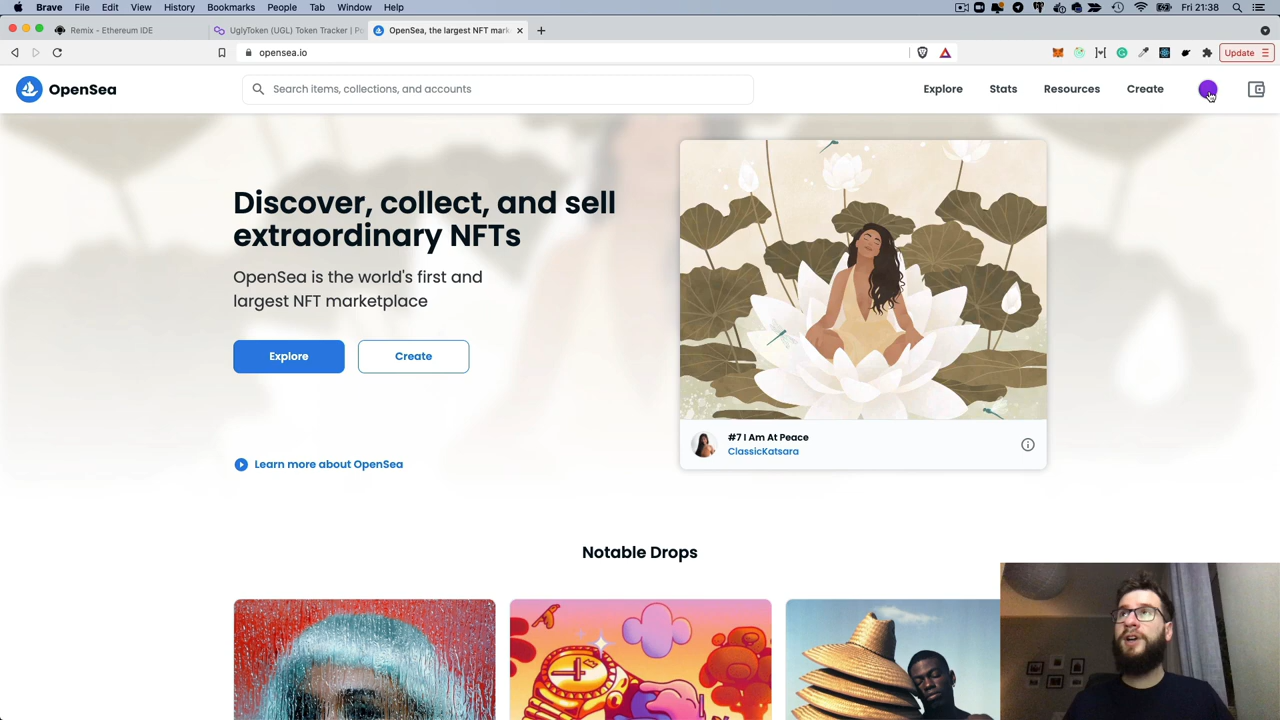 Brave File Edit View History Bookmarks People Tab Window Help Fri 21:38
Remix - Ethereum IDE
UglyToken (UGL) Token Tracker | Po
OpenSea, the largest NFT mark
opensea.io
Update
OpenSea
Search items, collections, and accounts
Explore Stats Resources Create
Discover, collect, and sell
extraordinary NFTs
OpenSea is the world's first and
largest NFT marketplace
Explore
Create
#7 I Am At Peace
ClassicKatsara
Learn more about OpenSea
Notable Drops